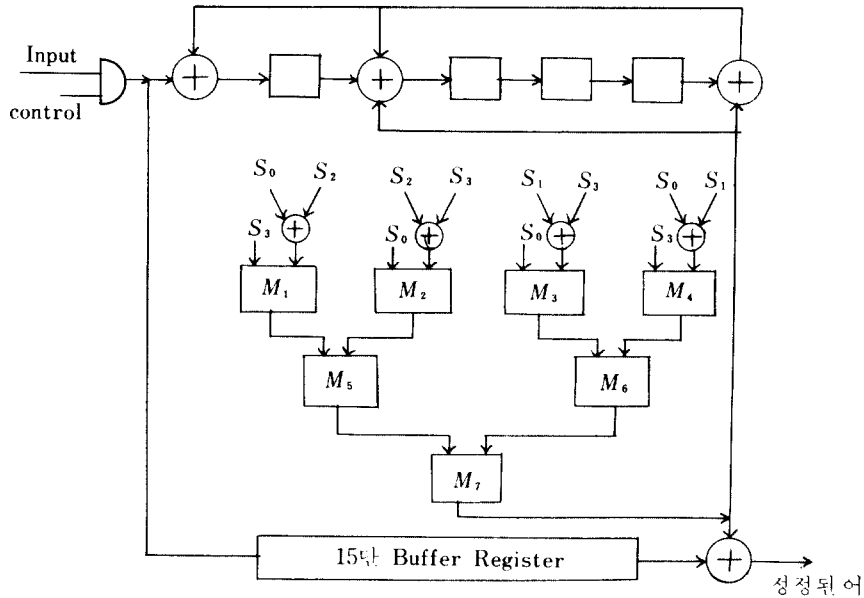 Input
control
S₀ S₂ S₂ S₃ S₁ S₃ S₀ S₁
S₃ S₀ S₀ S₃
M₁ M₂ M₃ M₄
M₅ M₆
M₇
15단 Buffer Register
성정된 어